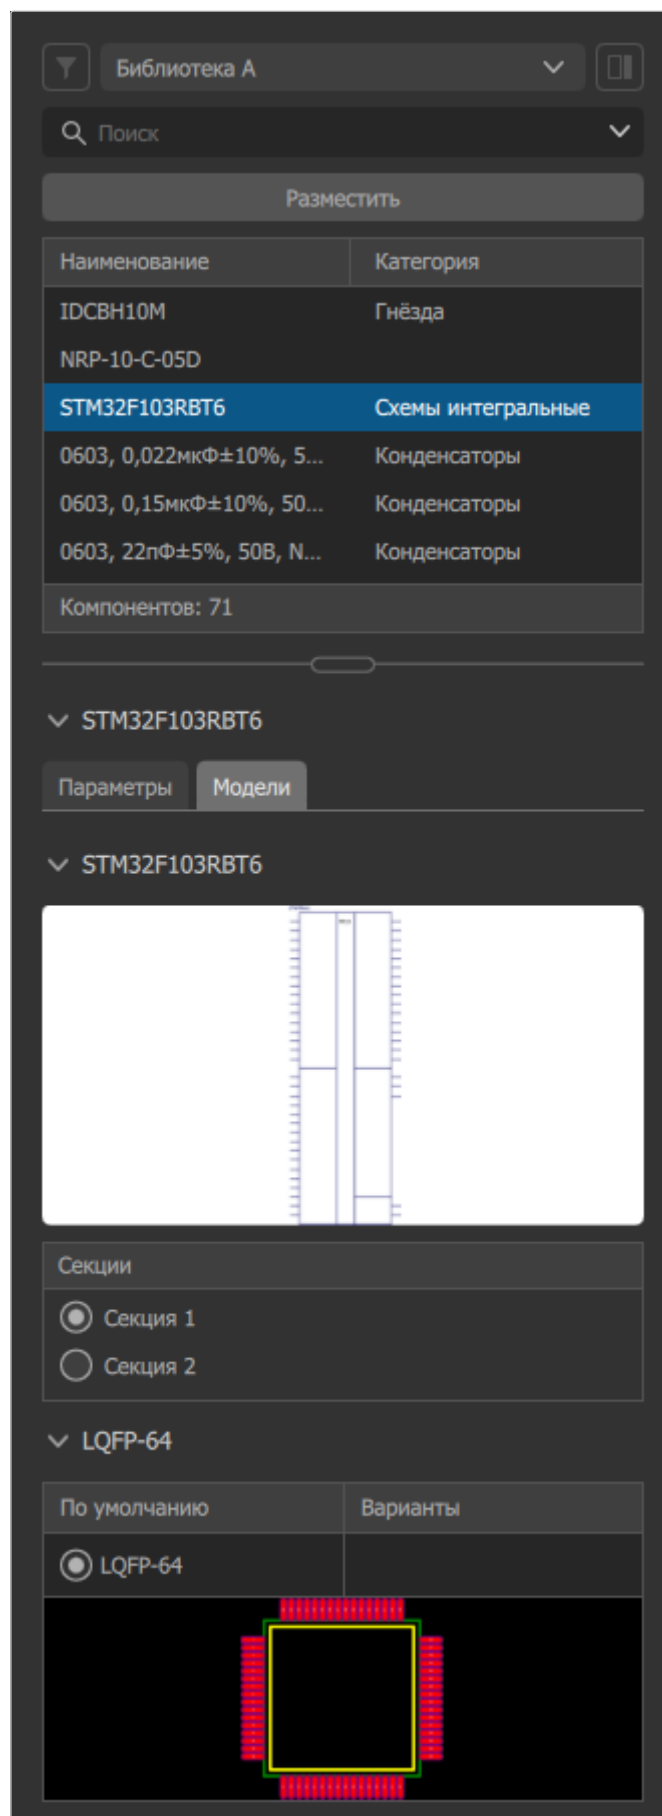 Библиотека А
Поиск
Разместить
Наименование Категория
IDCBH10M Гнёзда
NRP-10-C-05D
STM32F103RBT6 Схемы интегральные
0603, 0,022мкФ±10%, 5... Конденсаторы
0603, 0,15мкФ±10%, 50... Конденсаторы
0603, 22пФ±5%, 50В, N... Конденсаторы
Компонентов: 71
STM32F103RBT6
Параметры Модели
STM32F103RBT6
Секции
Секция 1
Секция 2
LQFP-64
По умолчанию Варианты
LQFP-64